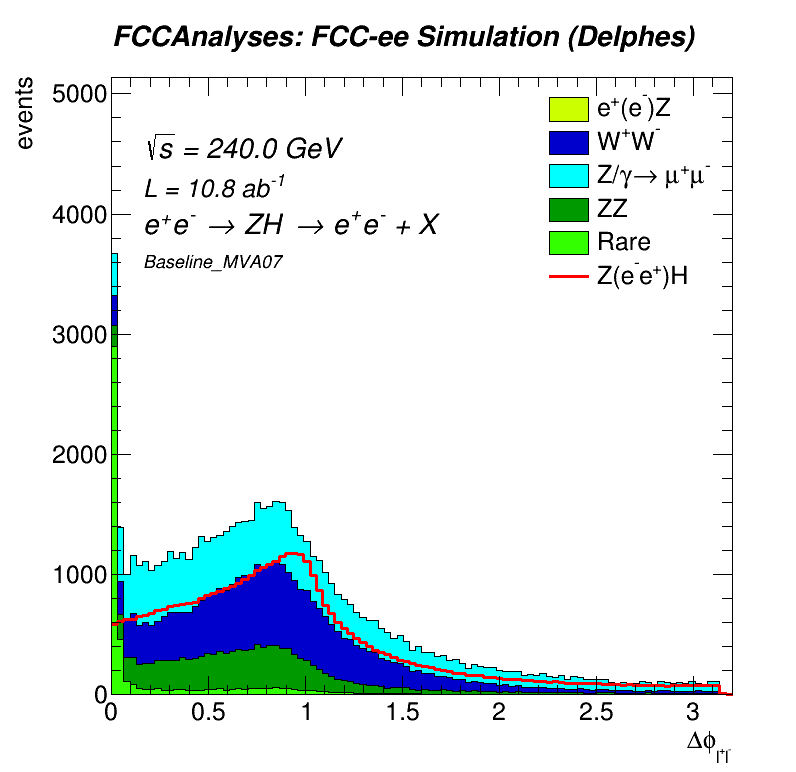 FCCAnalyses: FCC-ee Simulation (Delphes)
events
5000
4000
3000
2000
1000
0
√s = 240.0 GeV
L = 10.8 ab⁻¹
e⁺e⁻ → ZH → e⁺e⁻ + X
Baseline_MVA07
e⁺(e⁻)Z
W⁺W⁻
Z/γ→ μ⁺μ⁻
ZZ
Rare
Z(e⁻e⁺)H
0 0.5 1 1.5 2 2.5 3
Δϕ l⁺l⁻